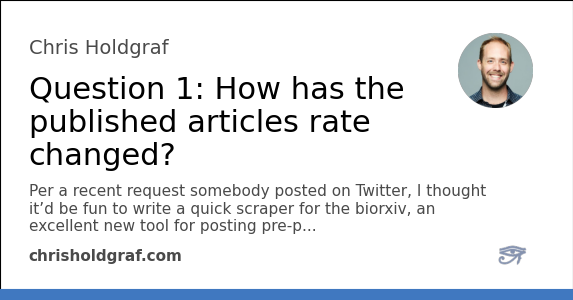 Chris Holdgraf
Question 1: How has the
published articles rate
changed?
Per a recent request somebody posted on Twitter, I thought
it’d be fun to write a quick scraper for the biorxiv, an
excellent new tool for posting pre-p...
chrisholdgraf.com